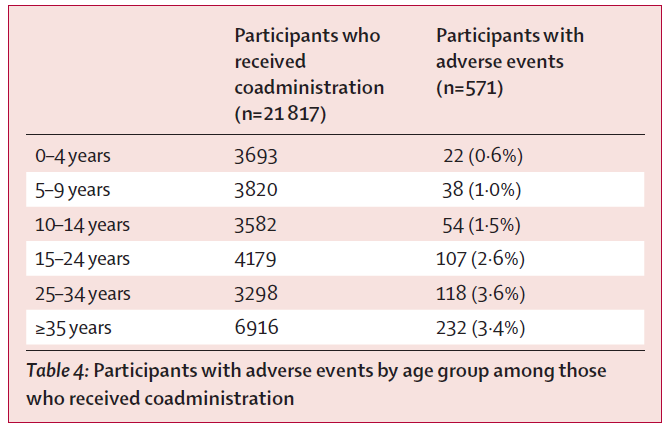 Participants who received coadministration (n=21 817) Participants with adverse events (n=571)
0–4 years 3693 22 (0·6%)
5–9 years 3820 38 (1·0%)
10–14 years 3582 54 (1·5%)
15–24 years 4179 107 (2·6%)
25–34 years 3298 118 (3·6%)
≥35 years 6916 232 (3·4%)
Table 4: Participants with adverse events by age group among those
who received coadministration